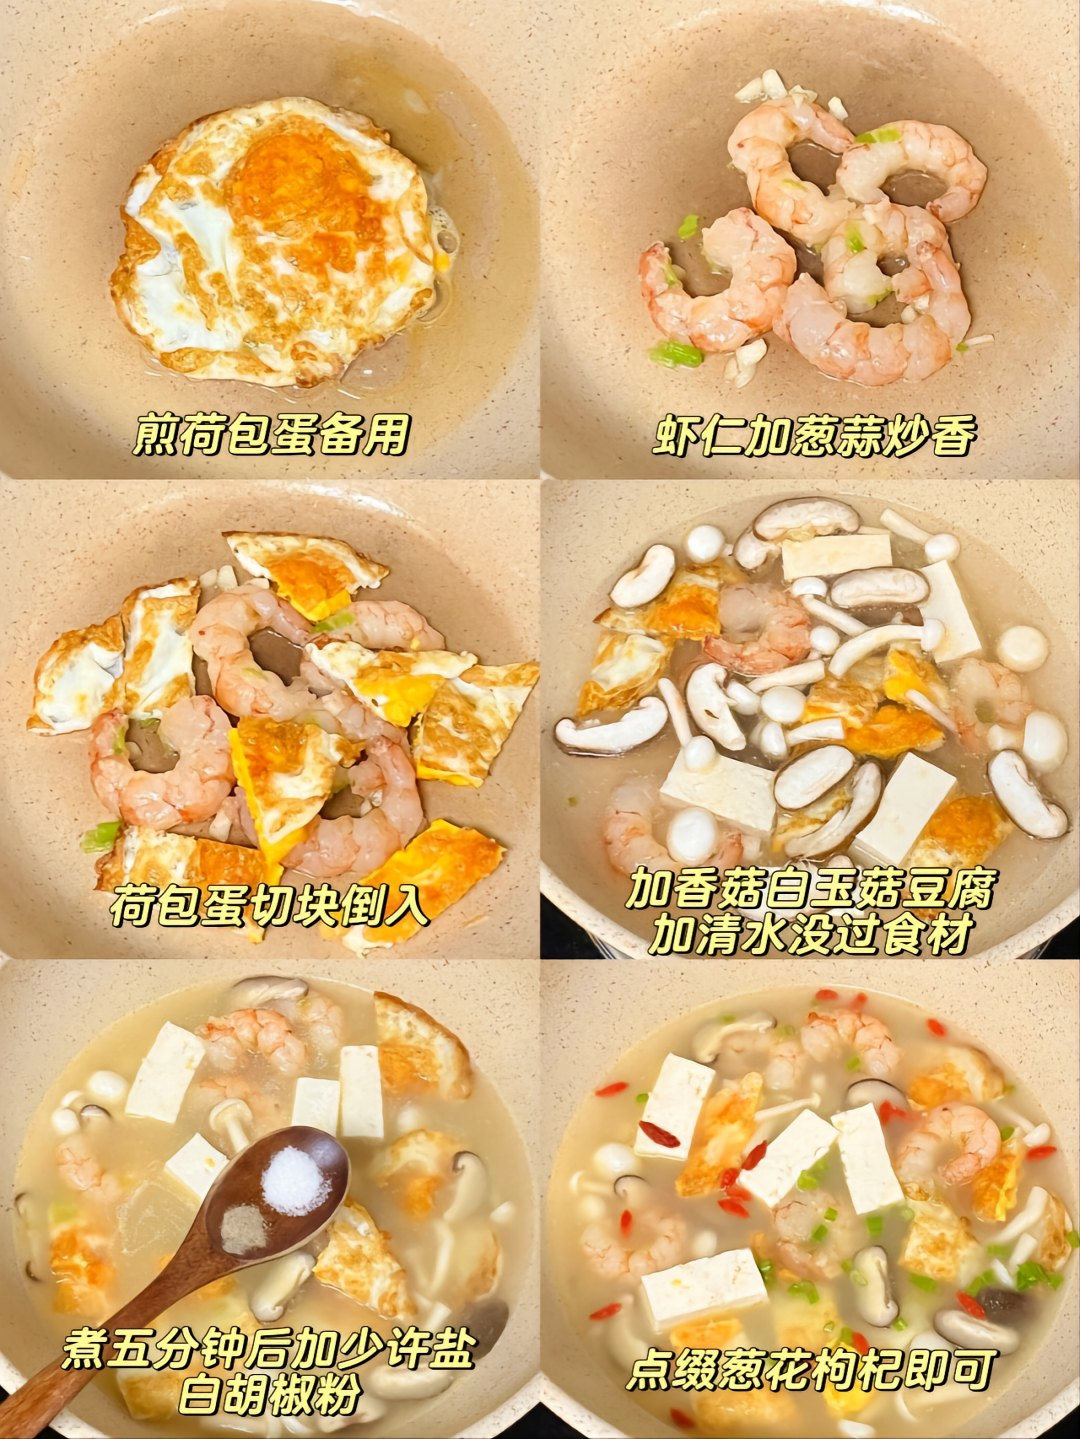 煎荷包蛋备用
虾仁加葱蒜炒香
荷包蛋切块倒入
加香菇白玉菇豆腐
加清水没过食材
煮五分钟后加少许盐
白胡椒粉
点缀葱花枸杞即可